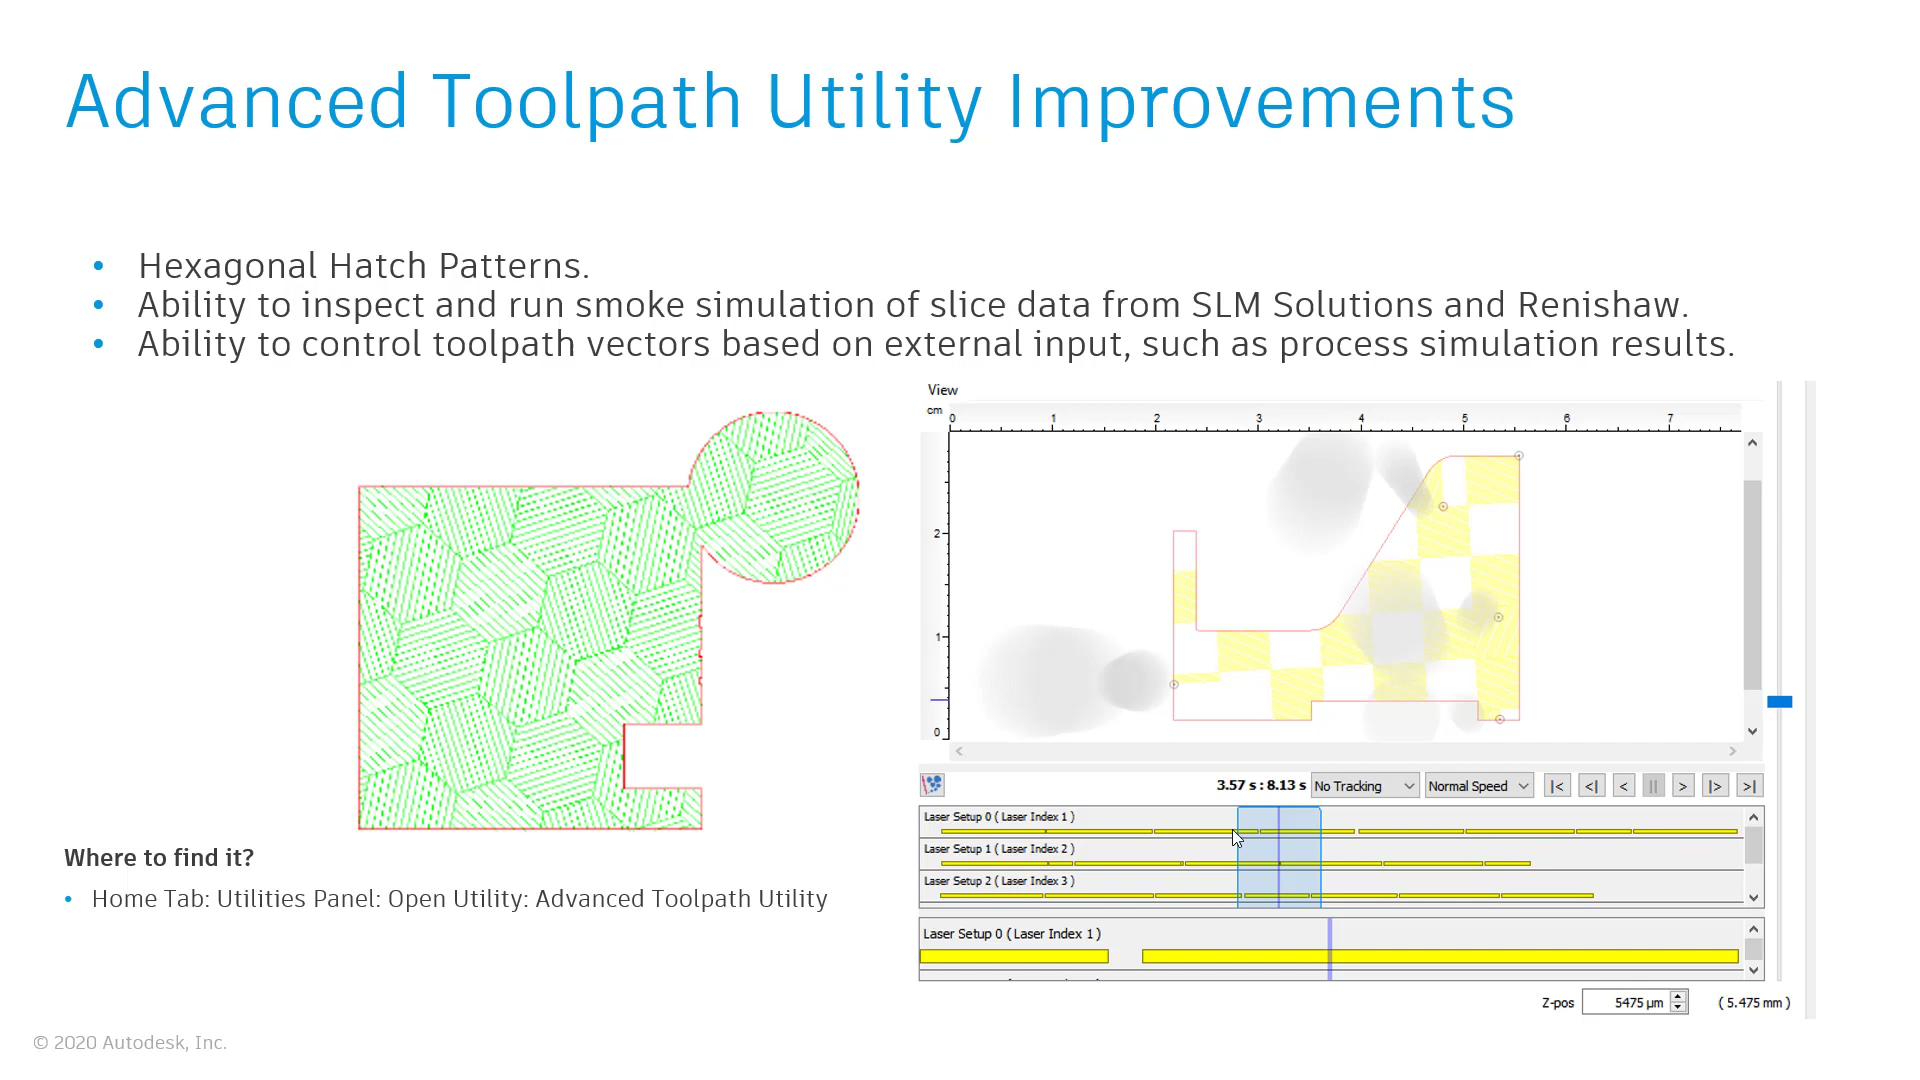 Advanced Toolpath Utility Improvements
• Hexagonal Hatch Patterns.
• Ability to inspect and run smoke simulation of slice data from SLM Solutions and Renishaw.
• Ability to control toolpath vectors based on external input, such as process simulation results.
View
cm 0 1 2 3 4 5 6 7
2
1
0
3.57 s : 8.13 s No Tracking Normal Speed |< <| < || > |> >|
Laser Setup 0 ( Laser Index 1 )
Laser Setup 1 ( Laser Index 2 )
Laser Setup 2 ( Laser Index 3 )
Laser Setup 0 ( Laser Index 1 )
Z-pos 5475 µm ( 5.475 mm )
Where to find it?
• Home Tab: Utilities Panel: Open Utility: Advanced Toolpath Utility
© 2020 Autodesk, Inc.